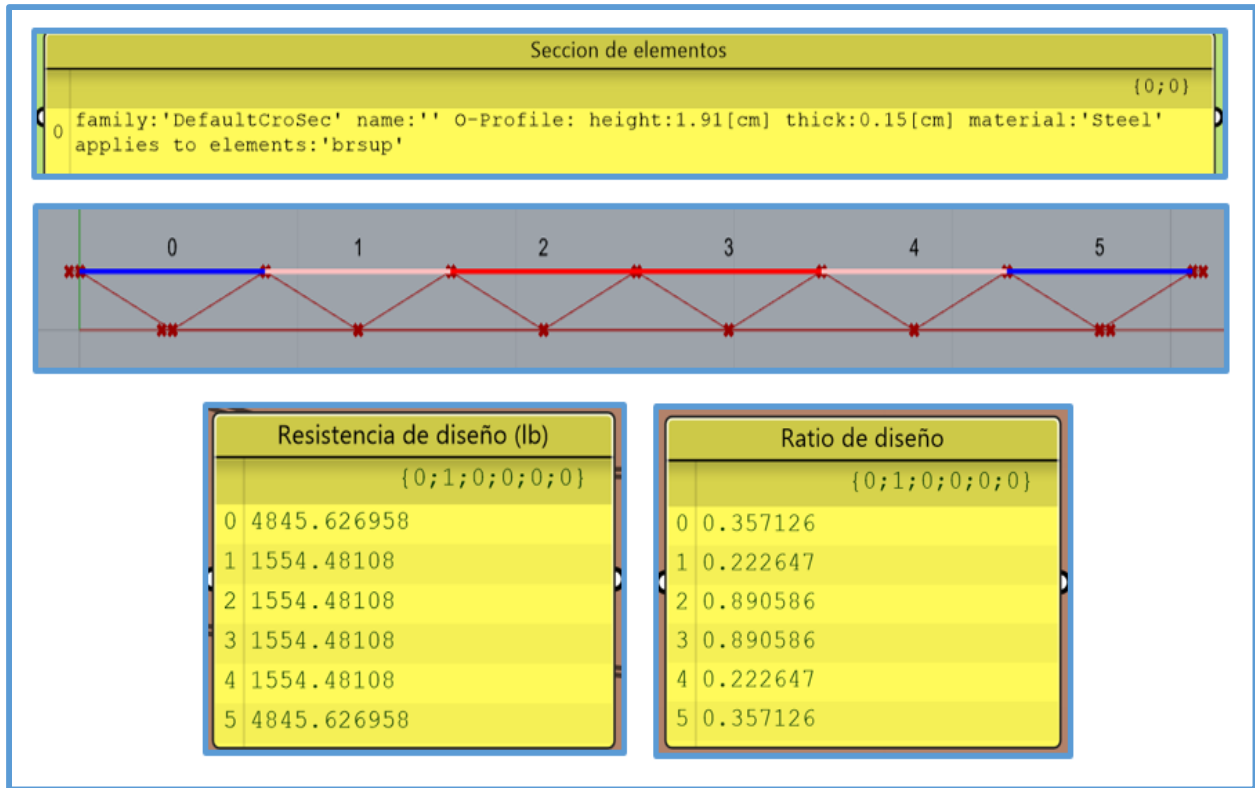 Seccion de elementos
{0;0}
0 family:'DefaultCroSec' name:'' O-Profile: height:1.91[cm] thick:0.15[cm] material:'Steel'
applies to elements:'brsup'
0 1 2 3 4 5
Resistencia de diseño (lb)
{0;1;0;0;0;0}
0 4845.626958
1 1554.48108
2 1554.48108
3 1554.48108
4 1554.48108
5 4845.626958
Ratio de diseño
{0;1;0;0;0;0}
0 0.357126
1 0.222647
2 0.890586
3 0.890586
4 0.222647
5 0.357126